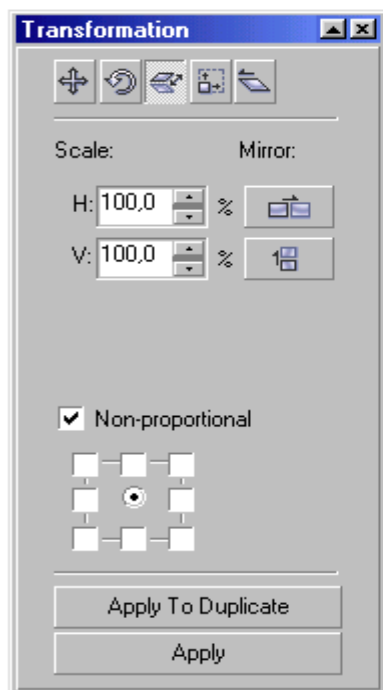 Transformation
Scale: Mirror:
H: 100,0 %
V: 100,0 %
Non-proportional
Apply To Duplicate
Apply